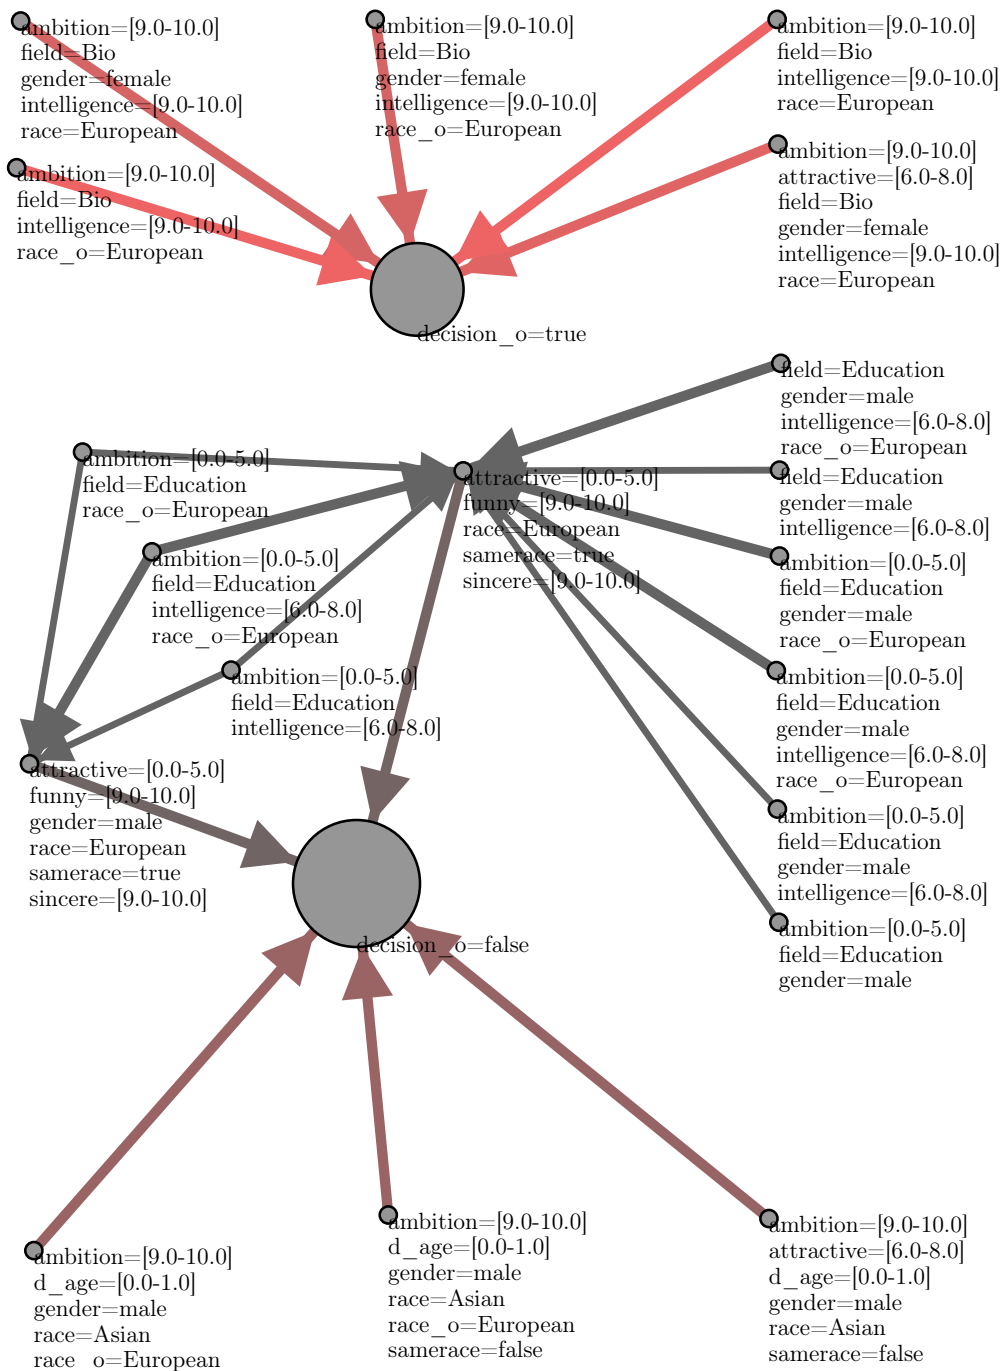 ambition=[9.0-10.0]
field=Bio
gender=female
intelligence=[9.0-10.0]
race=European
ambition=[9.0-10.0]
field=Bio
gender=female
intelligence=[9.0-10.0]
race_o=European
ambition=[9.0-10.0]
field=Bio
intelligence=[9.0-10.0]
race=European
ambition=[9.0-10.0]
field=Bio
intelligence=[9.0-10.0]
race_o=European
ambition=[9.0-10.0]
attractive=[6.0-8.0]
field=Bio
gender=female
intelligence=[9.0-10.0]
race=European
decision_o=true
field=Education
gender=male
intelligence=[6.0-8.0]
race_o=European
ambition=[0.0-5.0]
field=Education
race_o=European
attractive=[0.0-5.0]
funny=[9.0-10.0]
race=European
samerace=true
sincere=[9.0-10.0]
field=Education
gender=male
intelligence=[6.0-8.0]
ambition=[0.0-5.0]
field=Education
intelligence=[6.0-8.0]
race_o=European
ambition=[0.0-5.0]
field=Education
gender=male
race_o=European
ambition=[0.0-5.0]
field=Education
intelligence=[6.0-8.0]
ambition=[0.0-5.0]
field=Education
gender=male
intelligence=[6.0-8.0]
race_o=European
attractive=[0.0-5.0]
funny=[9.0-10.0]
gender=male
race=European
samerace=true
sincere=[9.0-10.0]
ambition=[0.0-5.0]
field=Education
gender=male
intelligence=[6.0-8.0]
decision_o=false
ambition=[0.0-5.0]
field=Education
gender=male
ambition=[9.0-10.0]
d_age=[0.0-1.0]
gender=male
race=Asian
race_o=European
ambition=[9.0-10.0]
d_age=[0.0-1.0]
gender=male
race=Asian
race_o=European
samerace=false
ambition=[9.0-10.0]
attractive=[6.0-8.0]
d_age=[0.0-1.0]
gender=male
race=Asian
samerace=false